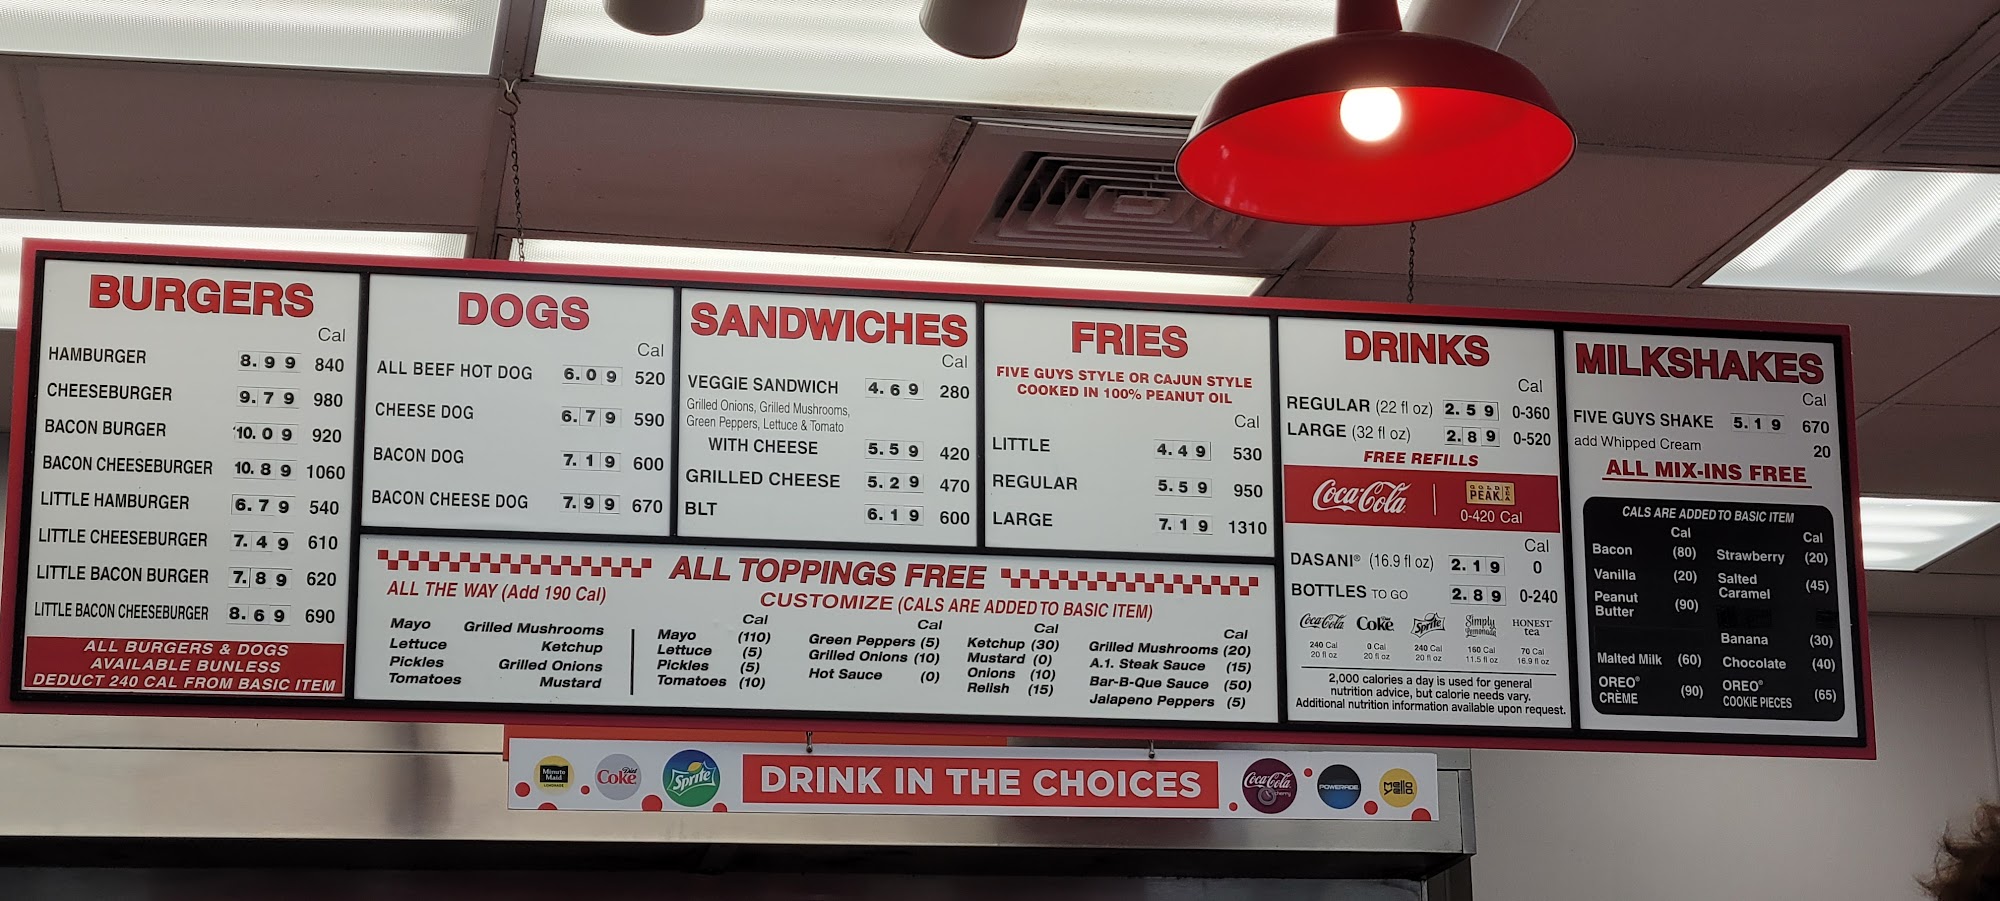 BURGERS
Cal
HAMBURGER 8.99 840
CHEESEBURGER 9.79 980
BACON BURGER 10.09 920
BACON CHEESEBURGER 10.89 1060
LITTLE HAMBURGER 6.79 540
LITTLE CHEESEBURGER 7.49 610
LITTLE BACON BURGER 7.89 620
LITTLE BACON CHEESEBURGER 8.69 690
ALL BURGERS & DOGS
AVAILABLE BUNLESS
DEDUCT 240 CAL FROM BASIC ITEM
DOGS
Cal
ALL BEEF HOT DOG 6.09 520
CHEESE DOG 6.79 590
BACON DOG 7.19 600
BACON CHEESE DOG 7.99 670
SANDWICHES
Cal
VEGGIE SANDWICH 4.69 280
Grilled Onions, Grilled Mushrooms,
Green Peppers, Lettuce & Tomato
WITH CHEESE 5.59 420
GRILLED CHEESE 5.29 470
BLT 6.19 600
FRIES
FIVE GUYS STYLE OR CAJUN STYLE
COOKED IN 100% PEANUT OIL
Cal
LITTLE 4.49 530
REGULAR 5.59 950
LARGE 7.19 1310
ALL TOPPINGS FREE
ALL THE WAY (Add 190 Cal)
Mayo Grilled Mushrooms
Lettuce Ketchup
Pickles Grilled Onions
Tomatoes Mustard
CUSTOMIZE (CALS ARE ADDED TO BASIC ITEM)
Cal
Mayo (110)
Lettuce (5)
Pickles (5)
Tomatoes (10)
Cal
Green Peppers (5)
Grilled Onions (10)
Hot Sauce (0)
Cal
Ketchup (30)
Mustard (0)
Onions (10)
Relish (15)
Cal
Grilled Mushrooms (20)
A.1. Steak Sauce (15)
Bar-B-Que Sauce (50)
Jalapeno Peppers (5)
DRINKS
Cal
REGULAR (22 fl oz) 2.59 0-360
LARGE (32 fl oz) 2.89 0-520
FREE REFILLS
Coca-Cola GOLD PEAK TEA
0-420 Cal
Cal
DASANI® (16.9 fl oz) 2.19 0
BOTTLES TO GO 2.89 0-240
Coca-Cola Coke Sprite Simply Lemonade HONEST tea
240 Cal 0 Cal 240 Cal 160 Cal 70 Cal
20 fl oz 20 fl oz 20 fl oz 11.5 fl oz 16.9 fl oz
2,000 calories a day is used for general
nutrition advice, but calorie needs vary.
Additional nutrition information available upon request.
MILKSHAKES
Cal
FIVE GUYS SHAKE 5.19 670
add Whipped Cream 20
ALL MIX-INS FREE
CALS ARE ADDED TO BASIC ITEM
Cal
Bacon (80)
Vanilla (20)
Peanut
Butter (90)
Malted Milk (60)
OREO®
CRÈME (90)
Cal
Strawberry (20)
Salted
Caramel (45)
Banana (30)
Chocolate (40)
OREO®
COOKIE PIECES (65)
Minute Maid LEMONADE Diet Coke Sprite DRINK IN THE CHOICES Coca-Cola cherry POWERADE mello yello